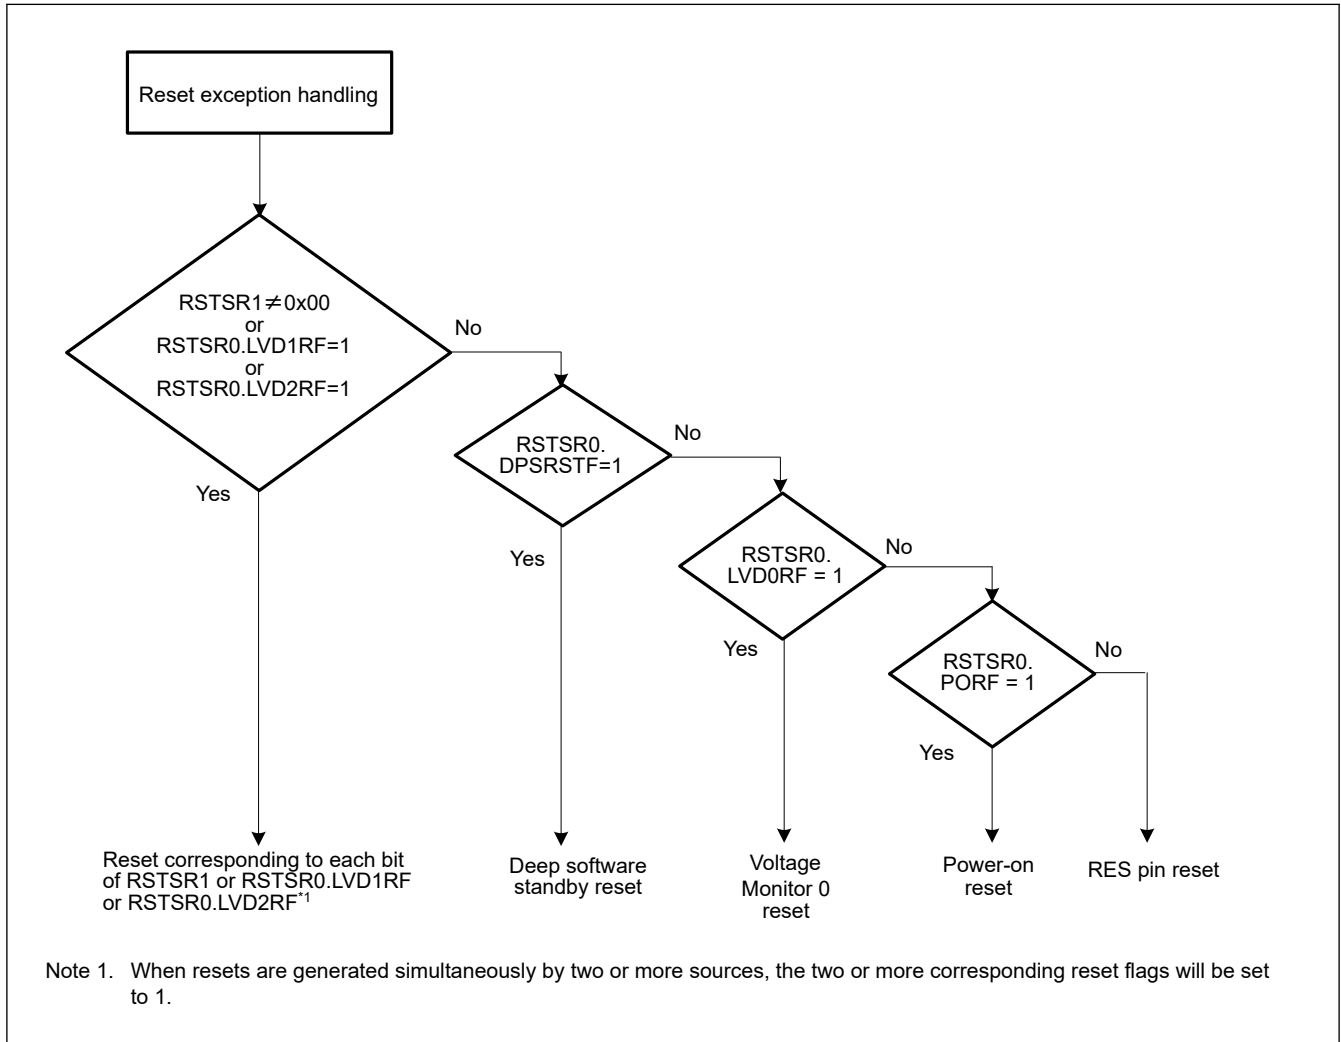 Reset exception handling
RSTSR1≠0x00
or
RSTSR0.LVD1RF=1
or
RSTSR0.LVD2RF=1
No
Yes
RSTSR0.
DPSRSTF=1
No
Yes
RSTSR0.
LVD0RF = 1
No
Yes
RSTSR0.
PORF = 1
No
Yes
Reset corresponding to each bit
of RSTSR1 or RSTSR0.LVD1RF
or RSTSR0.LVD2RF*1
Deep software
standby reset
Voltage
Monitor 0
reset
Power-on
reset
RES pin reset
Note 1. When resets are generated simultaneously by two or more sources, the two or more corresponding reset flags will be set
to 1.